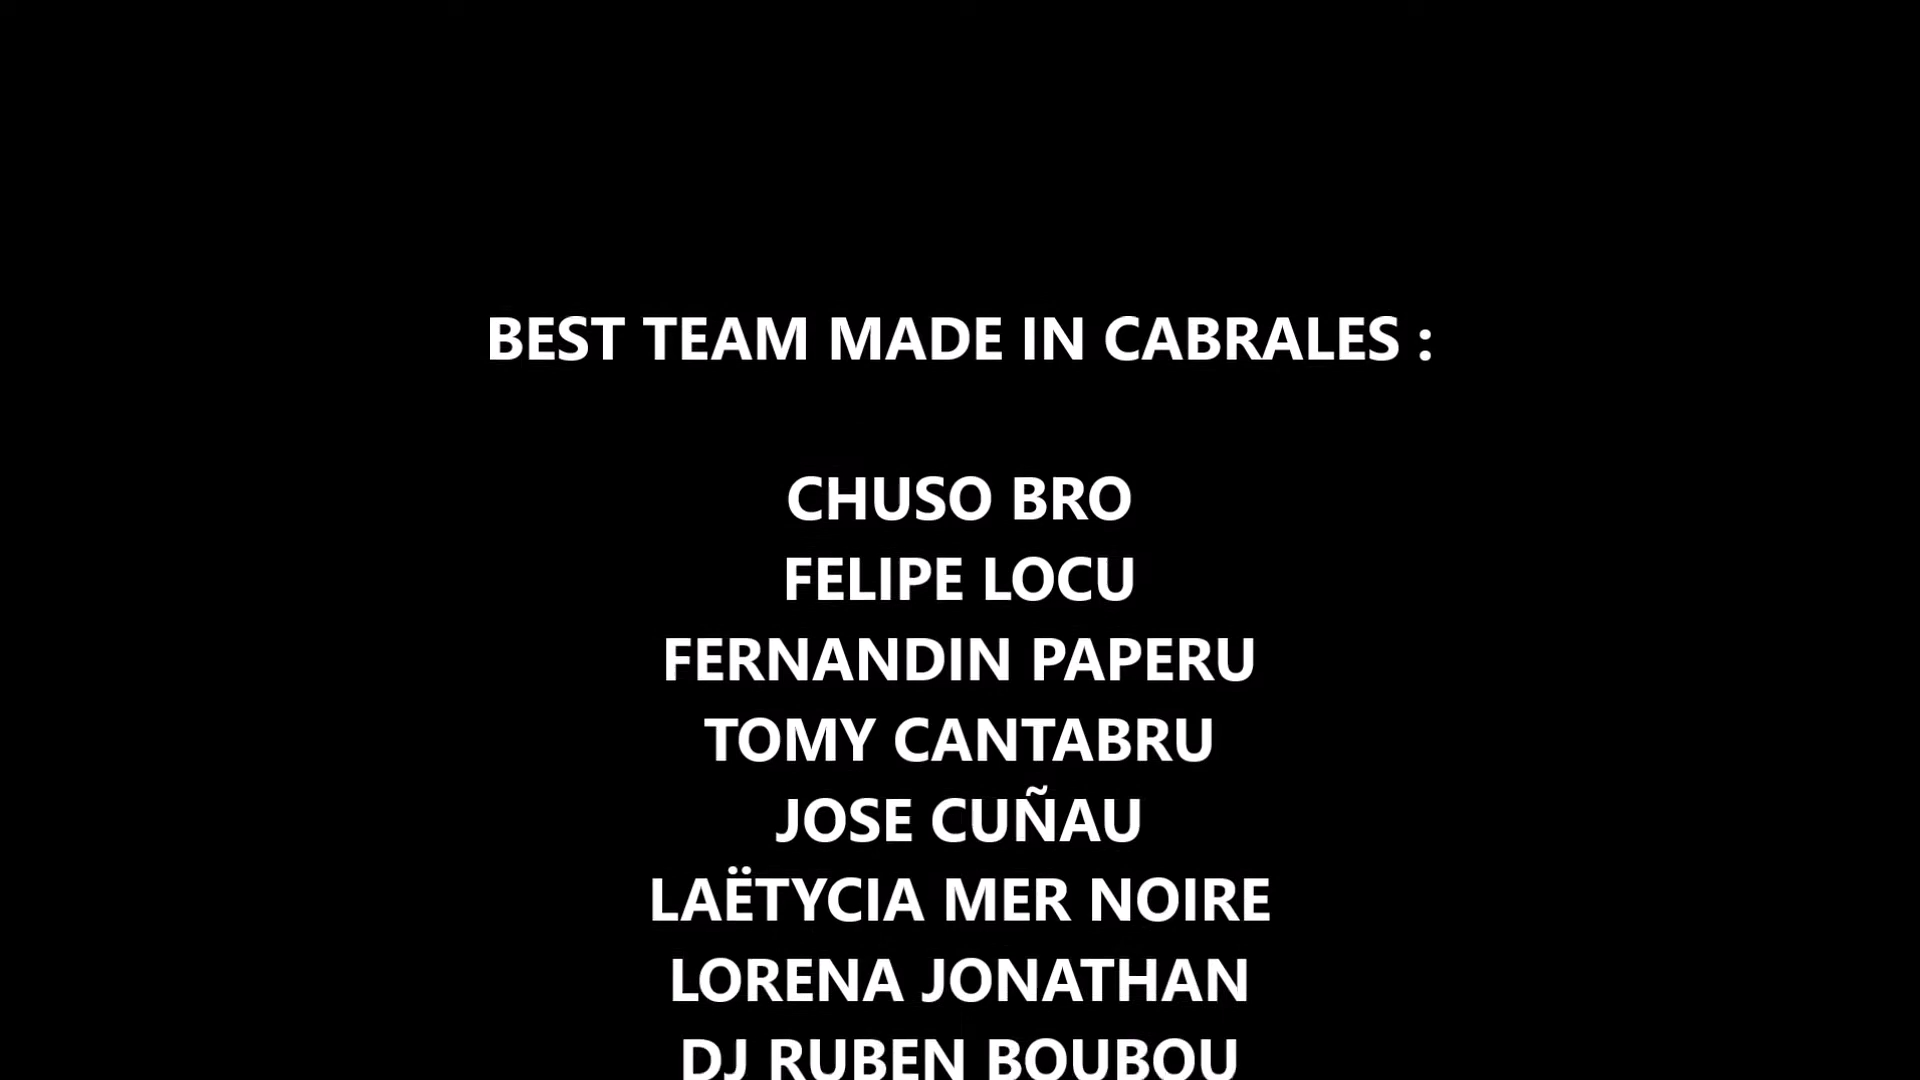 BEST TEAM MADE IN CABRALES :
CHUSO BRO
FELIPE LOCU
FERNANDIN PAPERU
TOMY CANTABRU
JOSE CUÑAU
LAËTYCIA MER NOIRE
LORENA JONATHAN
DJ RUBEN BOUBOU